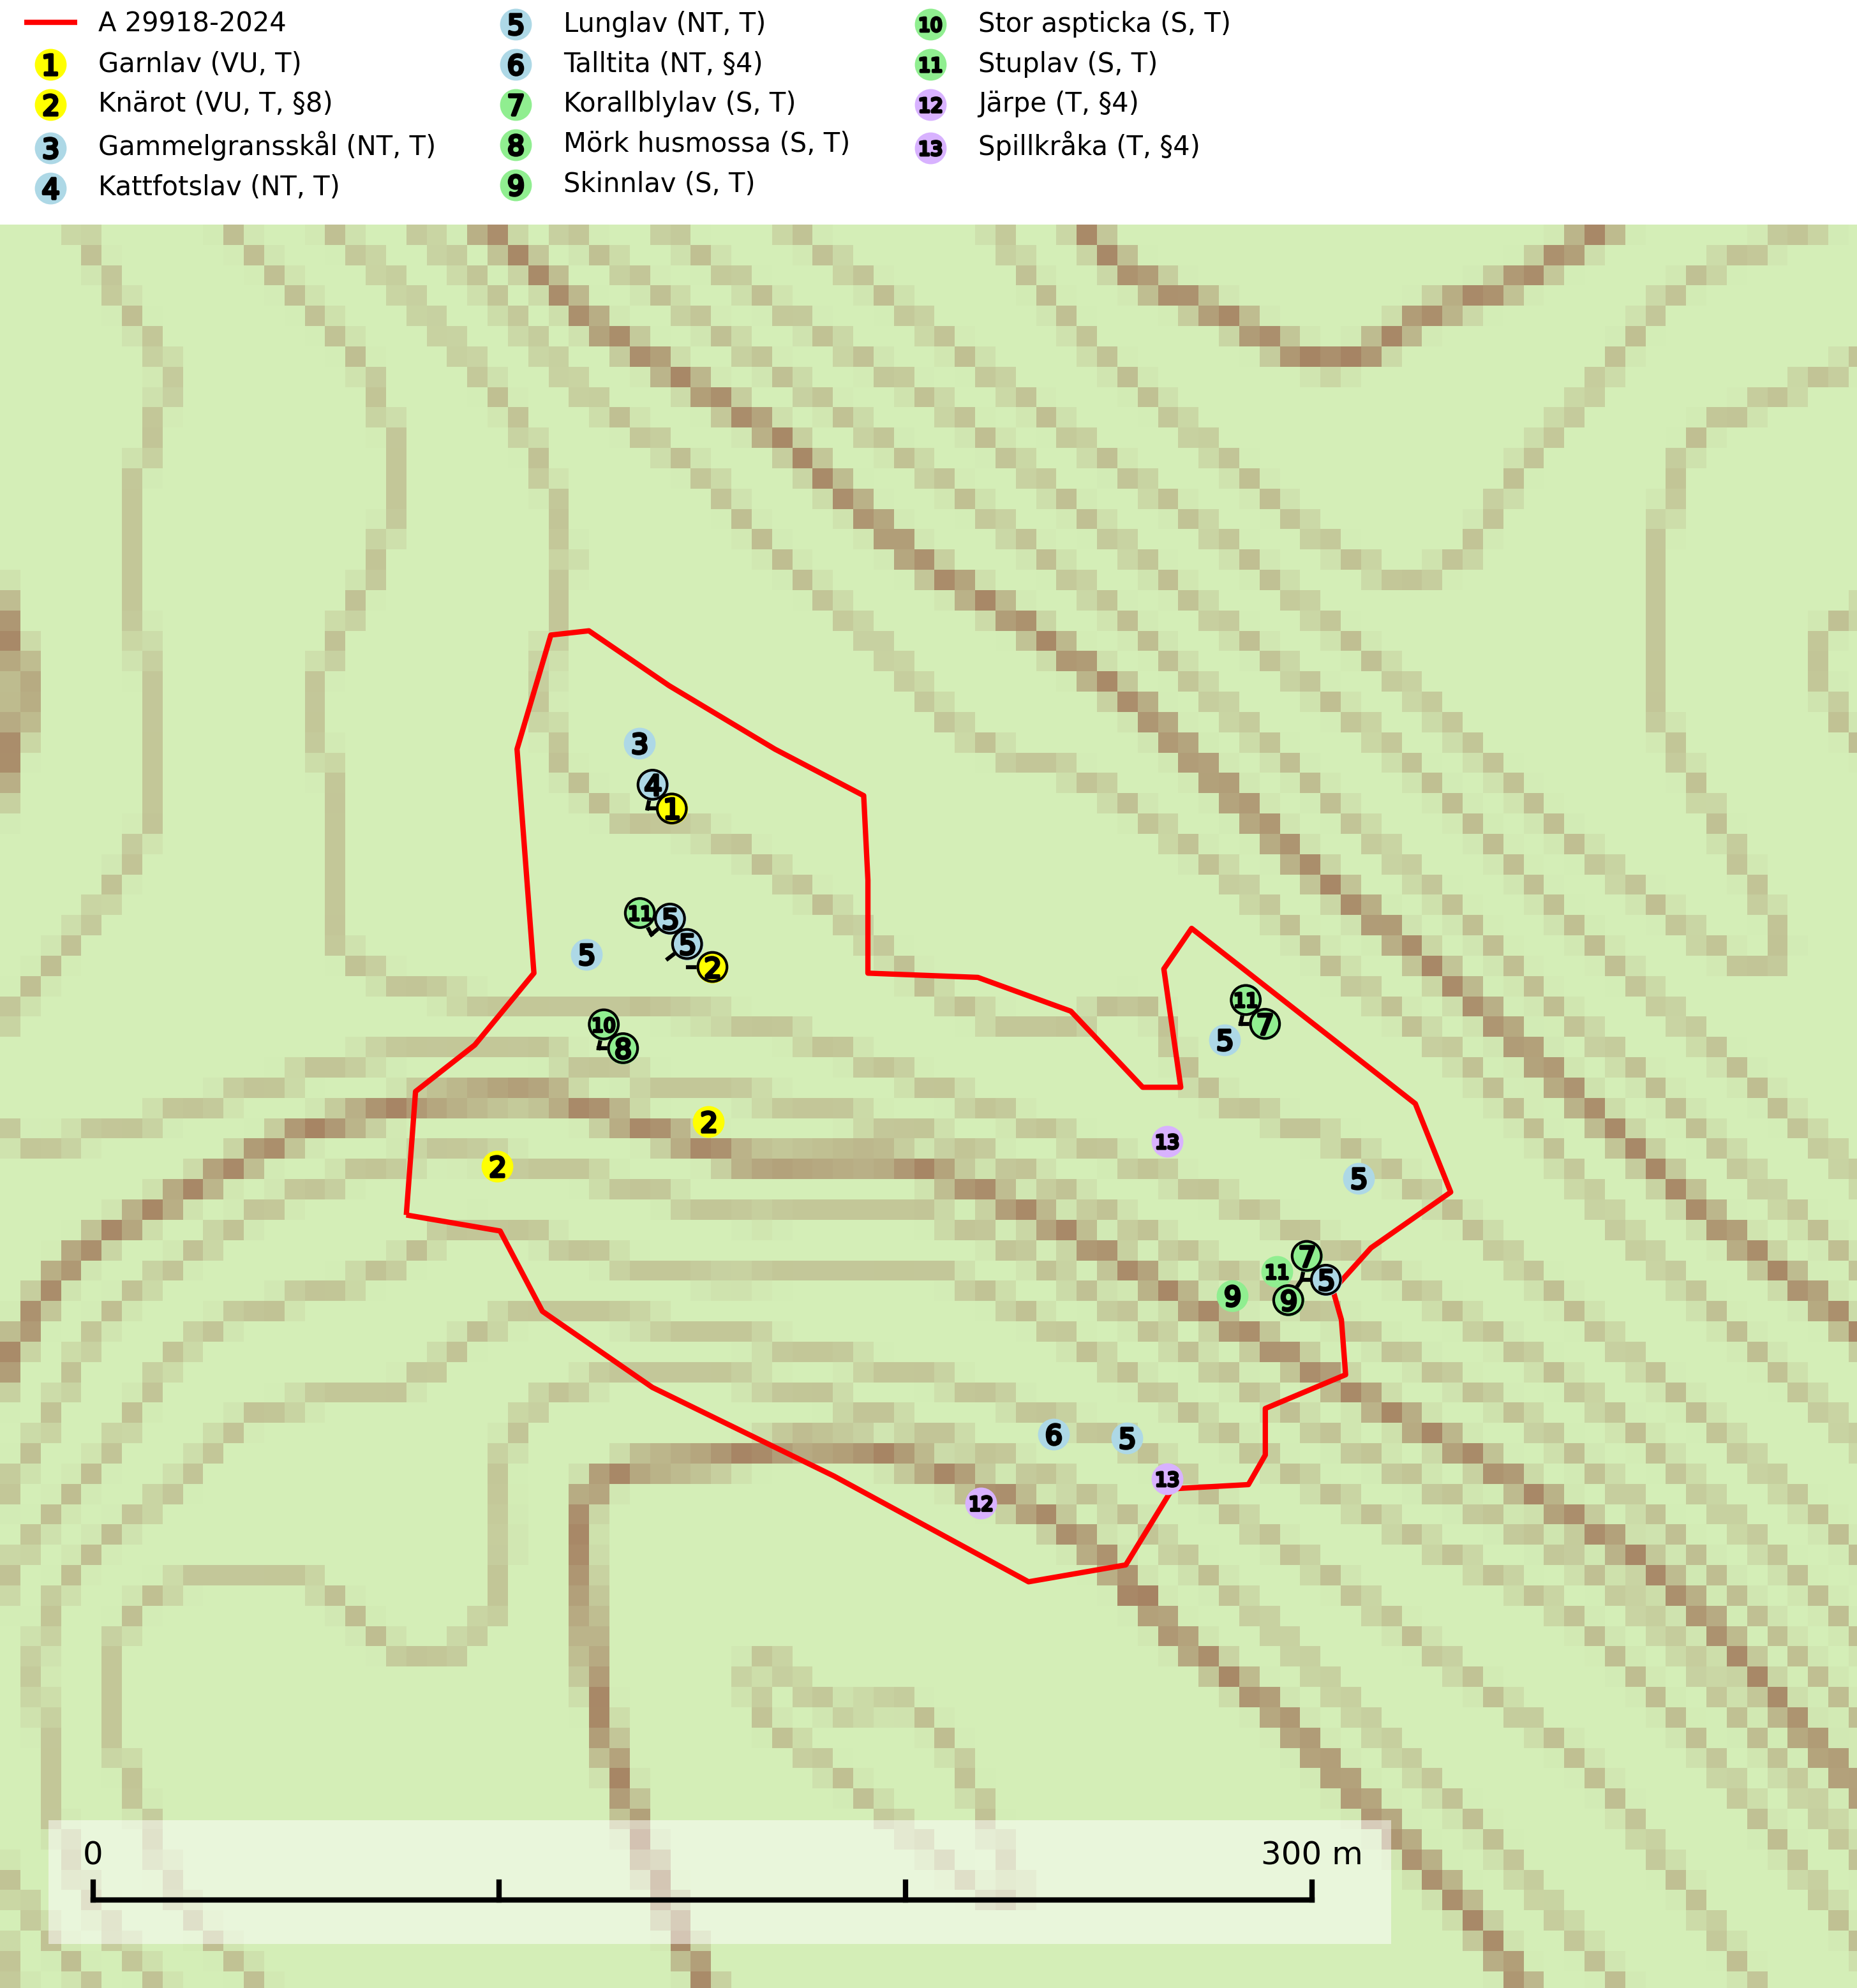 A 29918-2024
1 Garnlav (VU, T)
2 Knärot (VU, T, §8)
3 Gammelgransskål (NT, T)
4 Kattfotslav (NT, T)
5 Lunglav (NT, T)
6 Talltita (NT, §4)
7 Korallblylav (S, T)
8 Mörk husmossa (S, T)
9 Skinnlav (S, T)
10 Stor aspticka (S, T)
11 Stuplav (S, T)
12 Järpe (T, §4)
13 Spillkråka (T, §4)
3
4
1
11 5
5
5
2
11
10
7
5
8
2
13
2
5
7
11
5
9
9
6
5
13
12
0 300 m